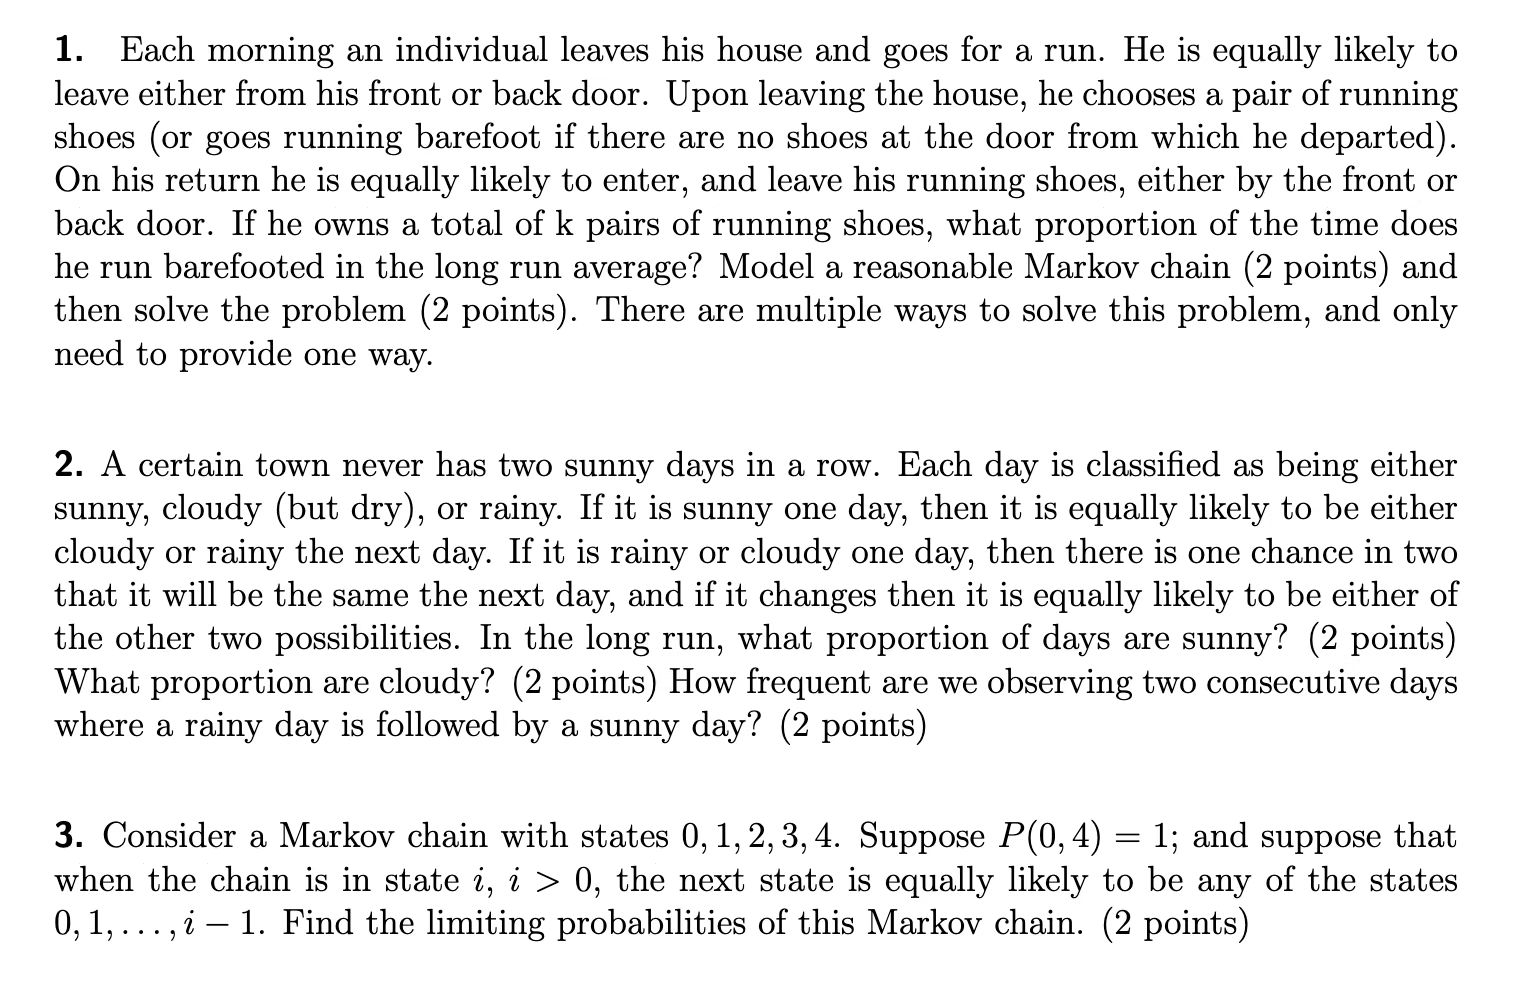 1. Each morning an individual leaves his house and goes for a run. He is equally likely to
leave either from his front or back door. Upon leaving the house, he chooses a pair of running
shoes (or goes running barefoot if there are no shoes at the door from which he departed).
On his return he is equally likely to enter, and leave his running shoes, either by the front or
back door. If he owns a total of k pairs of running shoes, what proportion of the time does
he run barefooted in the long run average? Model a reasonable Markov chain (2 points) and
then solve the problem (2 points). There are multiple ways to solve this problem, and only
need to provide one way.
2. A certain town never has two sunny days in a row. Each day is classified as being either
sunny, cloudy (but dry), or rainy. If it is sunny one day, then it is equally likely to be either
cloudy or rainy the next day. If it is rainy or cloudy one day, then there is one chance in two
that it will be the same the next day, and if it changes then it is equally likely to be either of
the other two possibilities. In the long run, what proportion of days are sunny? (2 points)
What proportion are cloudy? (2 points) How frequent are we observing two consecutive days
where a rainy day is followed by a sunny day? (2 points)
3. Consider a Markov chain with states 0, 1, 2, 3, 4. Suppose P(0, 4) = 1; and suppose that
when the chain is in state i, i > 0, the next state is equally likely to be any of the states
0, 1, . . . , i − 1. Find the limiting probabilities of this Markov chain. (2 points)